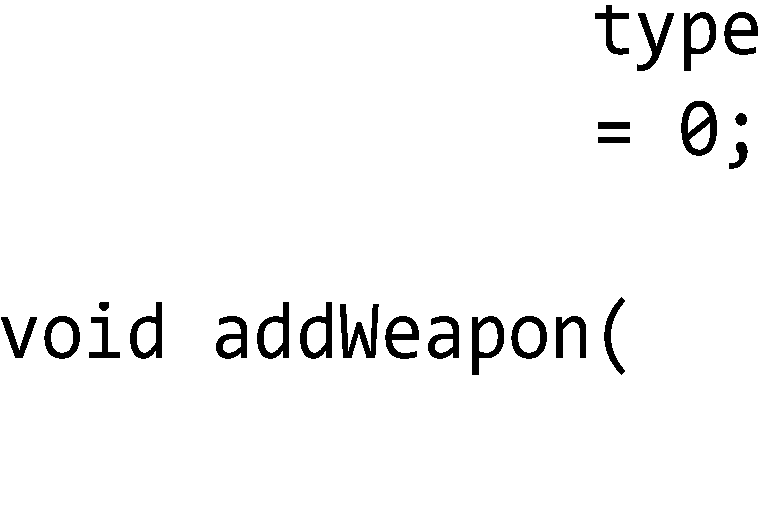 type
= 0;
void addWeapon(